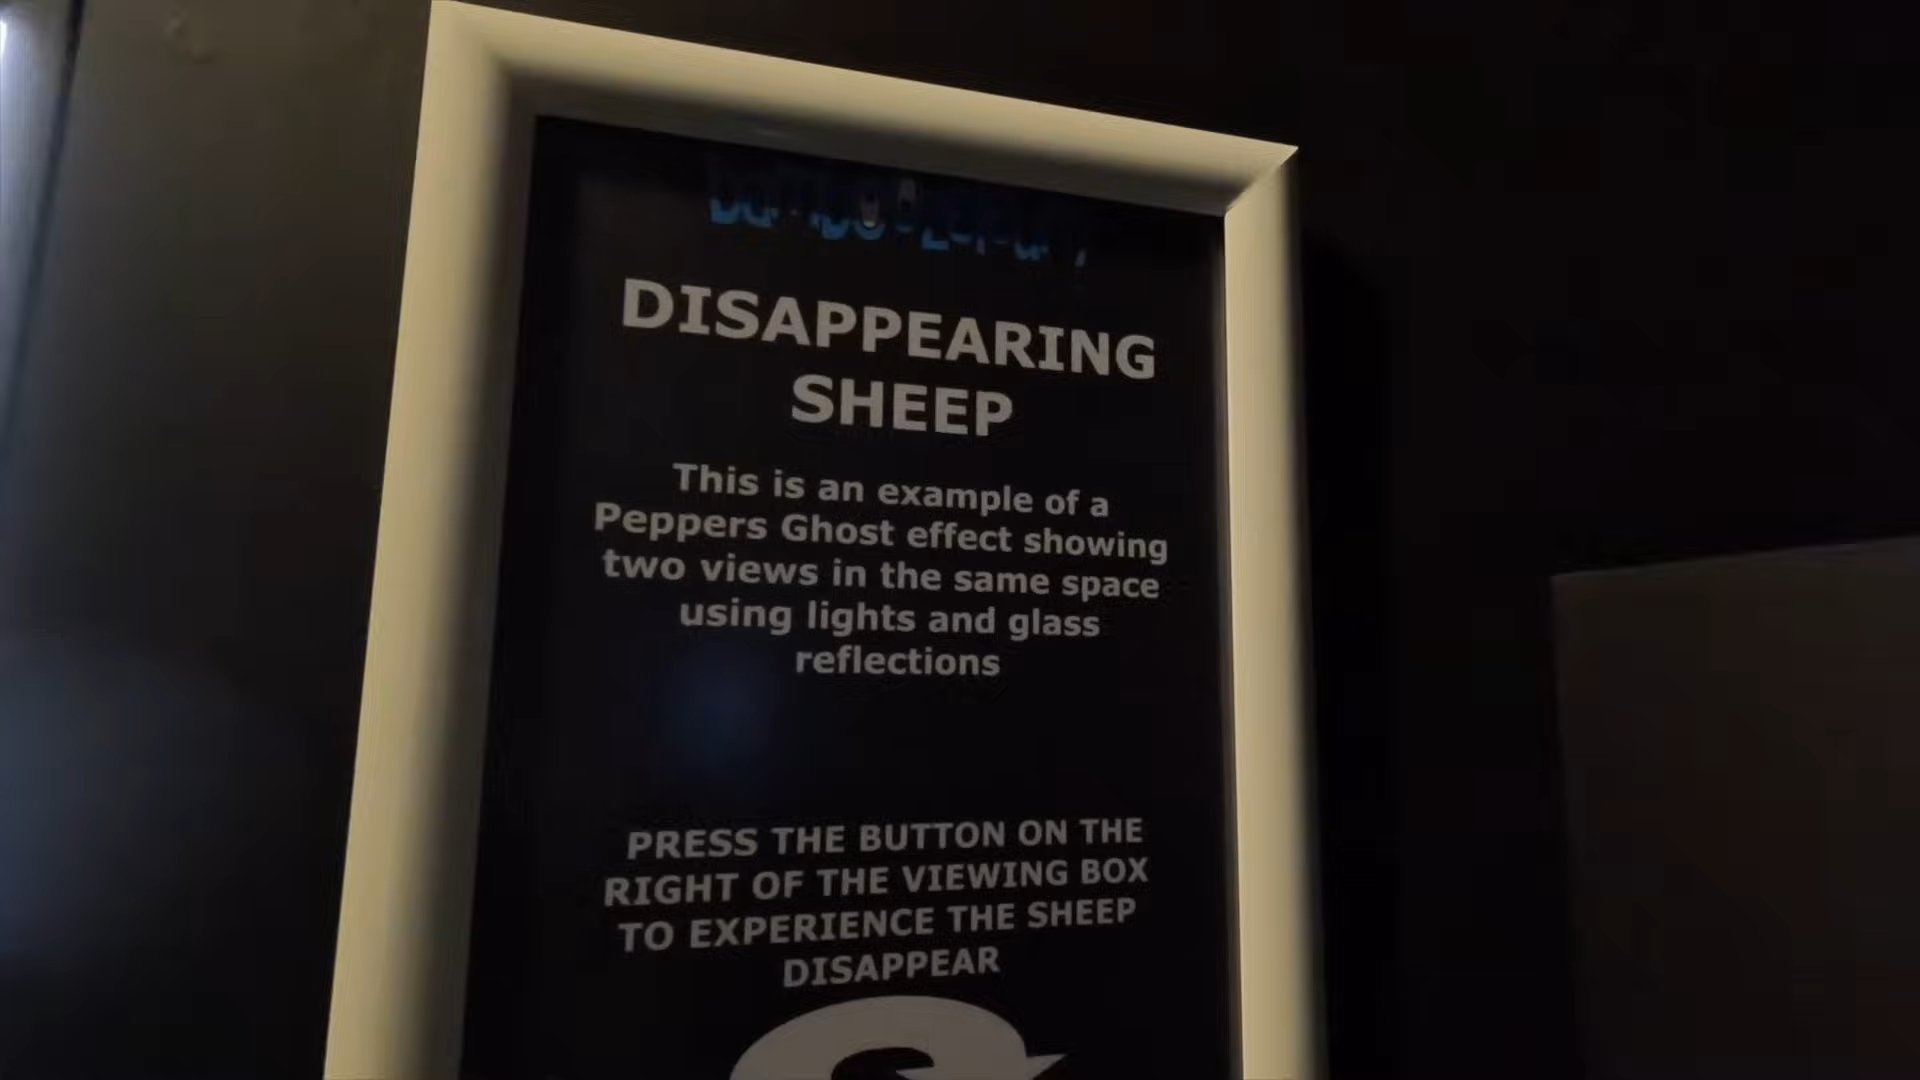 DISAPPEARING
SHEEP
This is an example of a
Peppers Ghost effect showing
two views in the same space
using lights and glass
reflections
PRESS THE BUTTON ON THE
RIGHT OF THE VIEWING BOX
TO EXPERIENCE THE SHEEP
DISAPPEAR